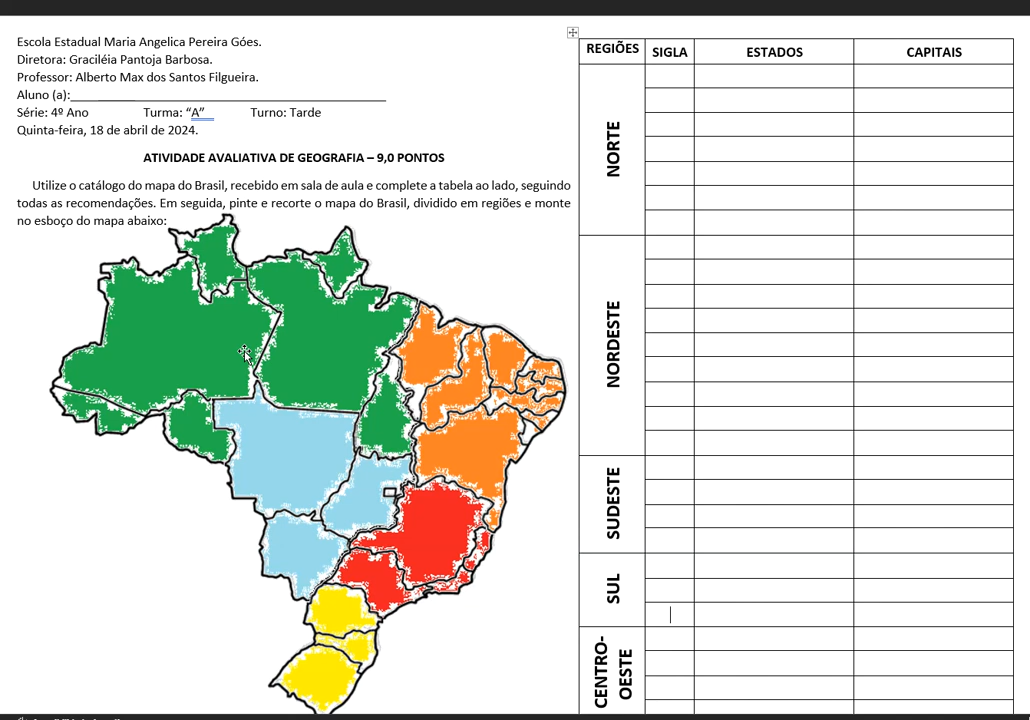 Escola Estadual Maria Angelica Pereira Góes.
Diretora: Graciléia Pantoja Barbosa.
Professor: Alberto Max dos Santos Filgueira.
Aluno (a):
Série: 4º Ano Turma: “A” Turno: Tarde
Quinta-feira, 18 de abril de 2024.
ATIVIDADE AVALIATIVA DE GEOGRAFIA – 9,0 PONTOS
Utilize o catálogo do mapa do Brasil, recebido em sala de aula e complete a tabela ao lado, seguindo
todas as recomendações. Em seguida, pinte e recorte o mapa do Brasil, dividido em regiões e monte
no esboço do mapa abaixo:
REGIÕES SIGLA ESTADOS CAPITAIS
NORTE
NORDESTE
SUDESTE
SUL
CENTRO-
OESTE